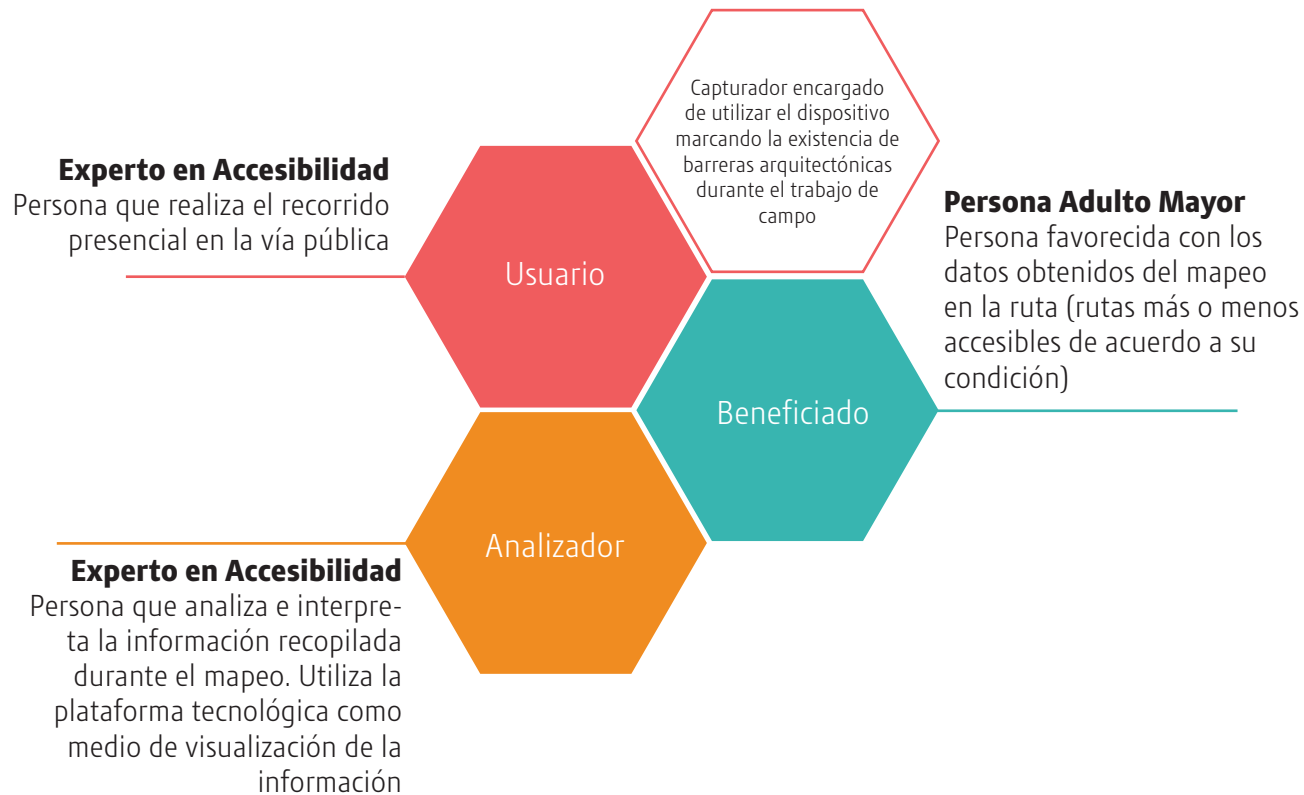 Capturador encargado
de utilizar el dispositivo
marcando la existencia de
barreras arquitectónicas
durante el trabajo de
campo
Experto en Accesibilidad
Persona que realiza el recorrido
presencial en la vía pública
Usuario
Persona Adulto Mayor
Persona favorecida con los
datos obtenidos del mapeo
en la ruta (rutas más o menos
accesibles de acuerdo a su
condición)
Beneficiado
Analizador
Experto en Accesibilidad
Persona que analiza e interpre-
ta la información recopilada
durante el mapeo. Utiliza la
plataforma tecnológica como
medio de visualización de la
información